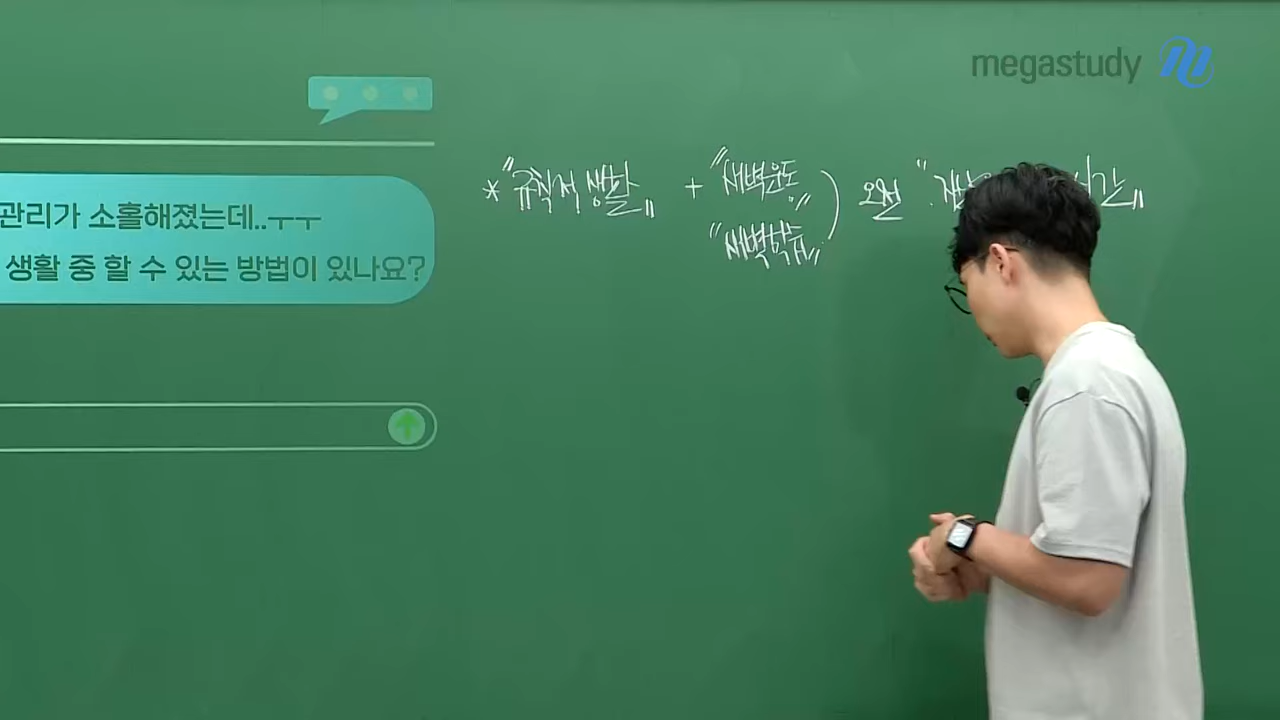 megastudy
관리가 소홀해졌는데..ㅜㅜ
생활 중 할 수 있는 방법이 있나요?
* "규칙적 생활" + "새벽운동" ) 오전 "시간"
"새벽학습"